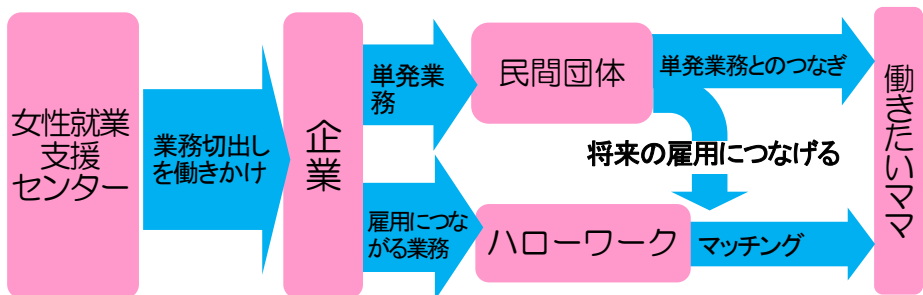 女性就業
支援
センター
業務切出し
を働きかけ
企業
単発業
務
雇用につな
がる業務
民間団体
単発業務とのつなぎ
将来の雇用につなげる
ハローワーク
マッチング
働きたいママ